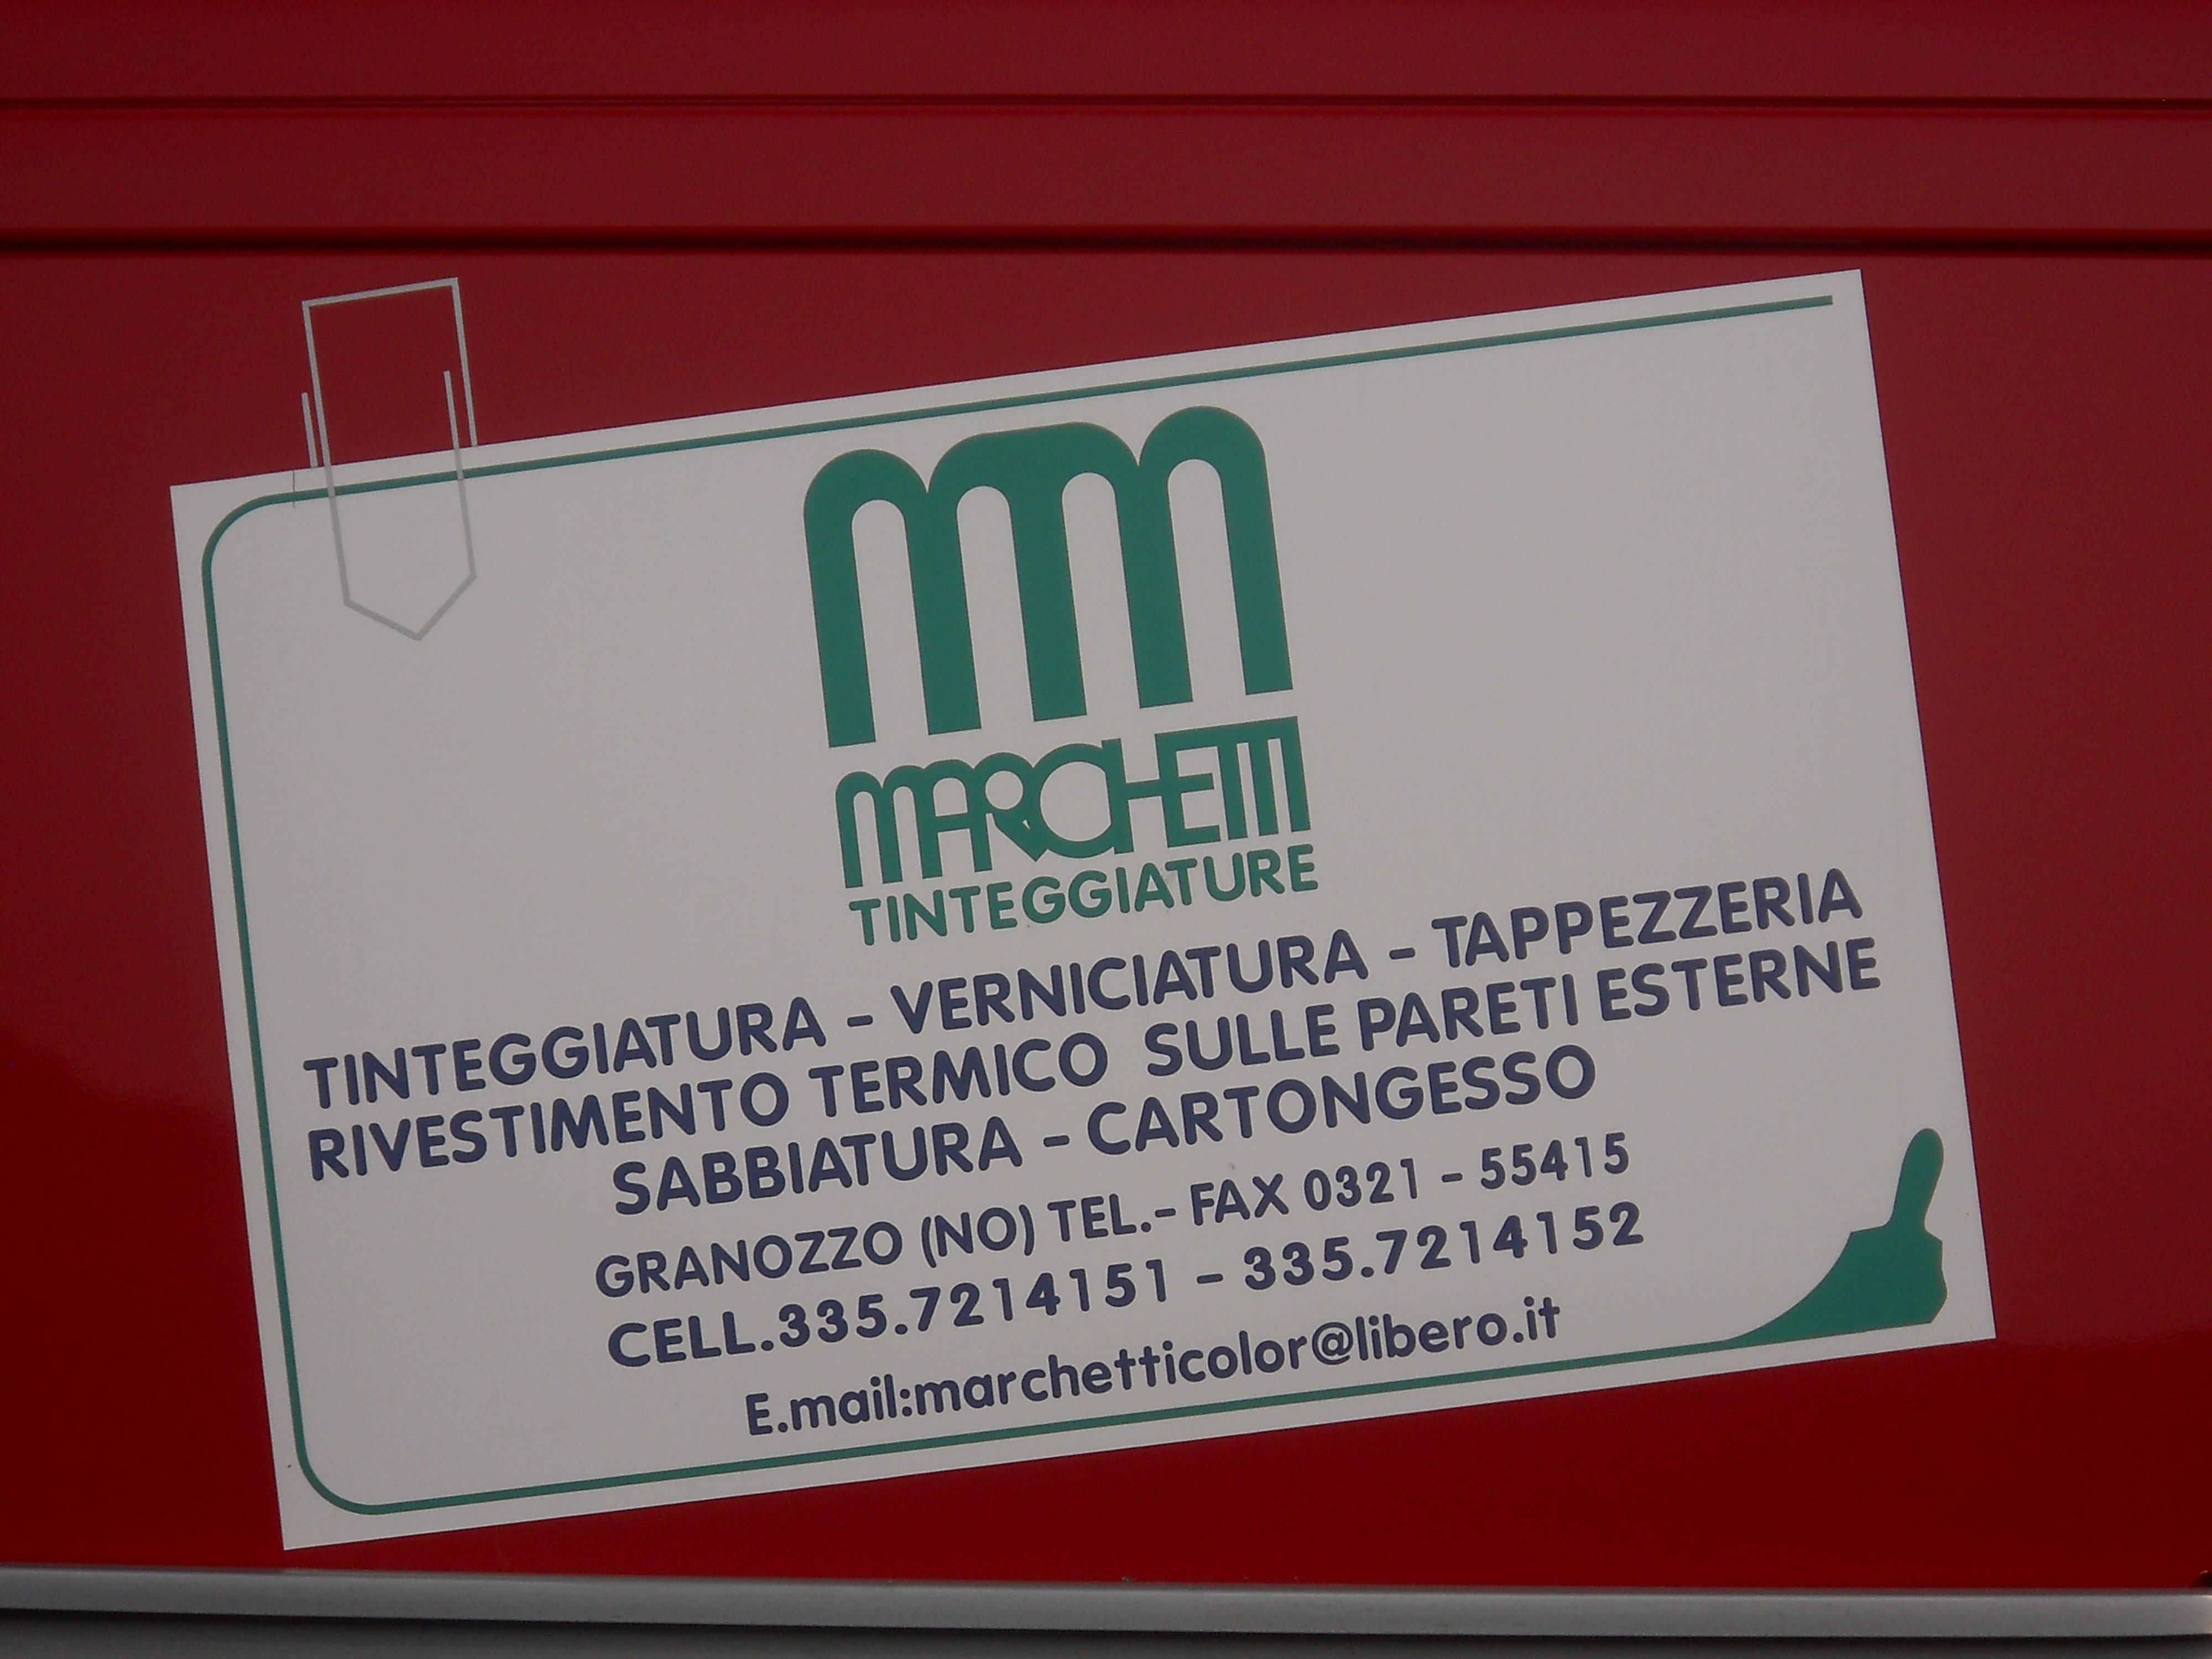 MARCHETTI
TINTEGGIATURE
TINTEGGIATURA - VERNICIATURA - TAPPEZZERIA
RIVESTIMENTO TERMICO SULLE PARETI ESTERNE
SABBIATURA - CARTONGESSO
GRANOZZO (NO) TEL.- FAX 0321 - 55415
CELL.335.7214151 - 335.7214152
E.mail:marchetticolor@libero.it